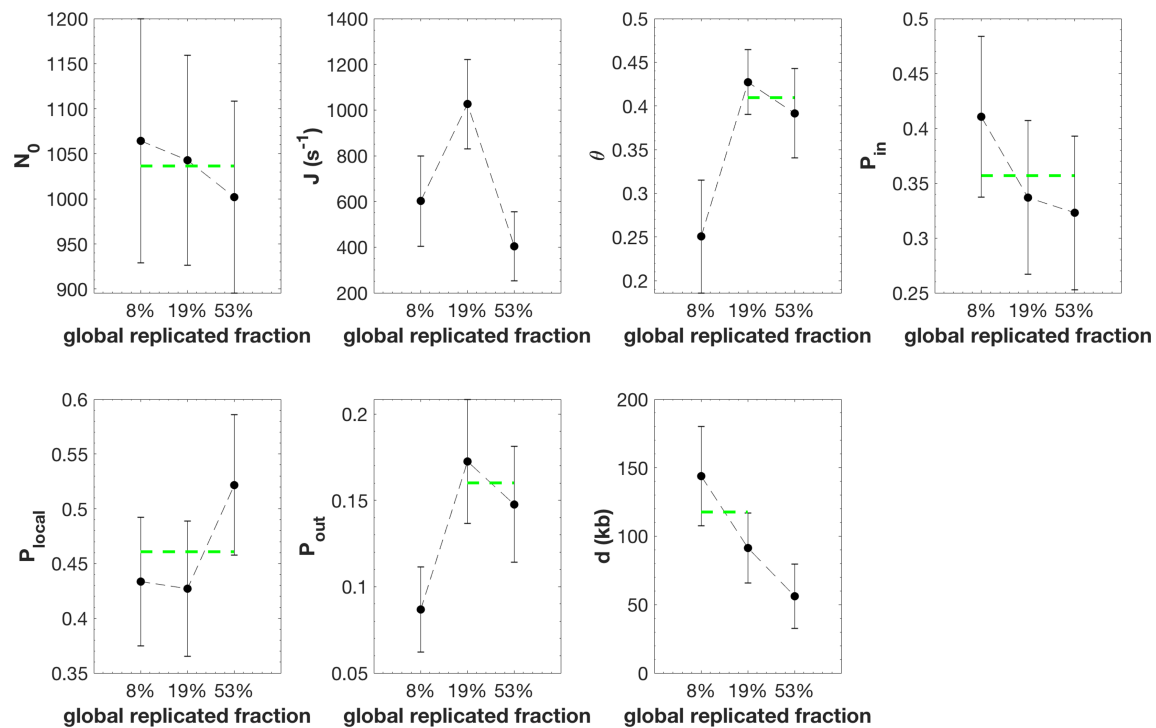 1200
1150
1100
1050
1000
950
900
N0
8% 19% 53%
global replicated fraction
1400
1200
1000
800
600
400
200
J (s-1)
8% 19% 53%
global replicated fraction
0.5
0.45
0.4
0.35
0.3
0.25
0.2
θ
8% 19% 53%
global replicated fraction
0.5
0.45
0.4
0.35
0.3
0.25
Pin
8% 19% 53%
global replicated fraction
0.6
0.55
0.5
0.45
0.4
0.35
Plocal
8% 19% 53%
global replicated fraction
0.2
0.15
0.1
0.05
Pout
8% 19% 53%
global replicated fraction
200
150
100
50
0
d (kb)
8% 19% 53%
global replicated fraction